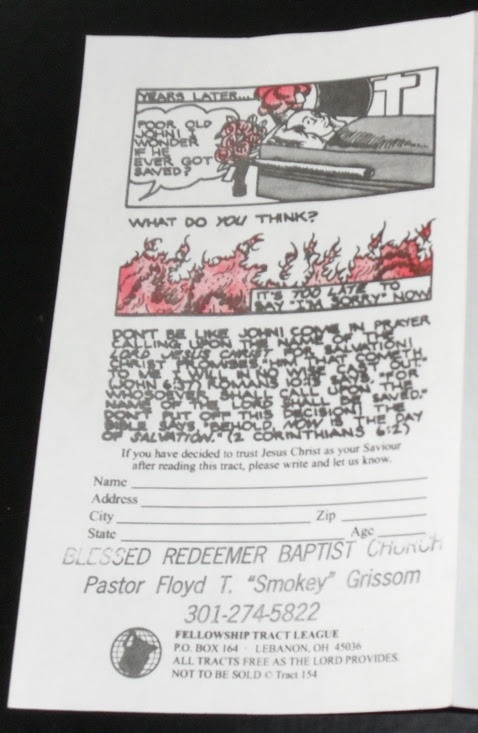 YEARS LATER...
POOR OLD
JOHN! I
WONDER
IF HE
EVER GOT
SAVED?
WHAT DO YOU THINK?
IT'S TOO LATE TO
SAY "I'M SORRY" NOW
DON'T BE LIKE JOHN! COME IN PRAYER
CALLING UPON THE NAME OF THE
LORD JESUS CHRIST FOR SALVATION!
CHRIST PROMISES "HIM THAT COMETH
TO ME I WILL IN NO WISE CAST OUT."
(JOHN 6:37) ROMANS 10:13 SAYS, "FOR
WHOSOEVER SHALL CALL UPON THE
NAME OF THE LORD SHALL BE SAVED."
DON'T PUT OFF THIS DECISION! THE
BIBLE SAYS, "BEHOLD, NOW IS THE DAY
OF SALVATION." (2 CORINTHIANS 6:2)
If you have decided to trust Jesus Christ as your Saviour
after reading this tract, please write and let us know.
Name
Address
City Zip
State Age
BLESSED REDEEMER BAPTIST CHURCH
Pastor Floyd T. "Smokey" Grissom
301-274-5822
FELLOWSHIP TRACT LEAGUE
P.O. BOX 164 · LEBANON, OH 45036
ALL TRACTS FREE AS THE LORD PROVIDES.
NOT TO BE SOLD © Tract 154